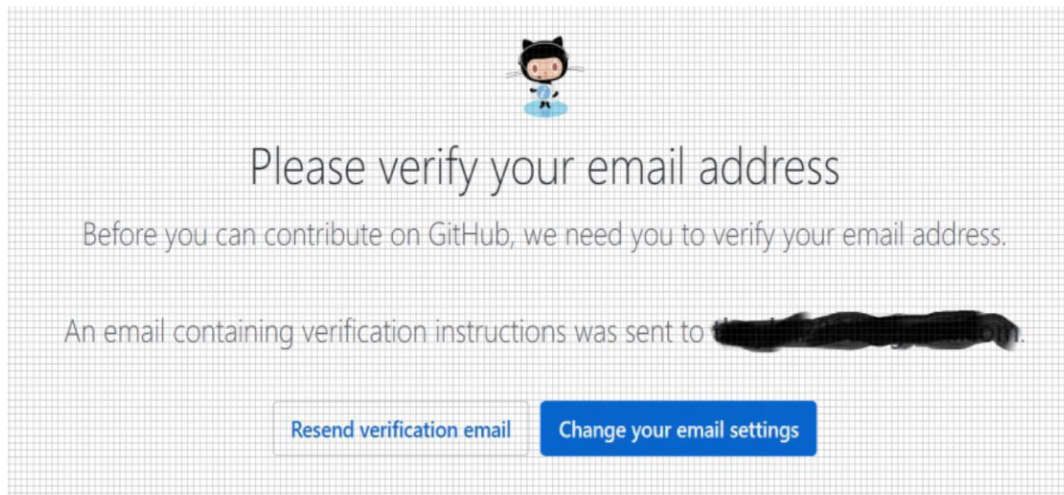 Please verify your email address
Before you can contribute on GitHub, we need you to verify your email address.
An email containing verification instructions was sent to
Resend verification email
Change your email settings